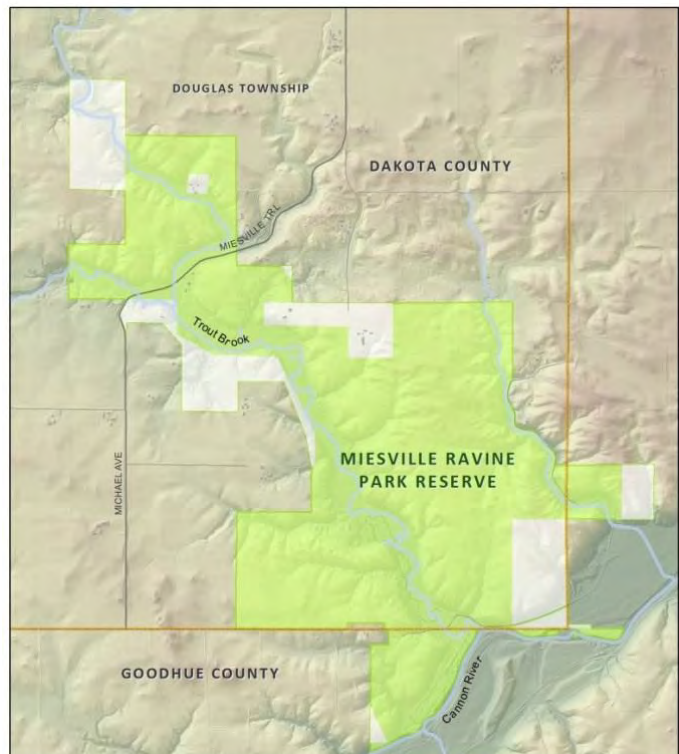 DOUGLAS TOWNSHIP
DAKOTA COUNTY
MIESVILLE TRL
Trout Brook
MIESVILLE RAVINE
PARK RESERVE
MICHAEL AVE
GOODHUE COUNTY
Cannon River